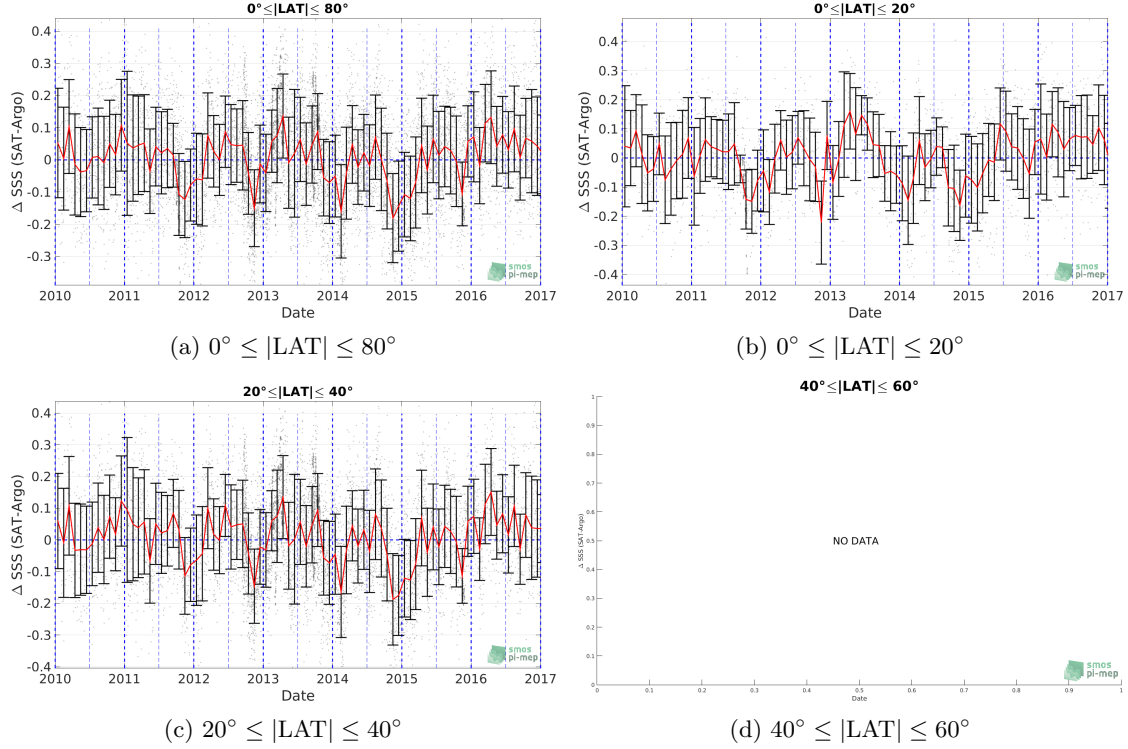 0°≤|LAT|≤ 80°
Δ SSS (SAT-Argo)
0.4
0.3
0.2
0.1
0
-0.1
-0.2
-0.3
2010 2011 2012 2013 2014 2015 2016 2017
Date
smos
pi-mep
(a) 0° ≤ |LAT| ≤ 80°
0°≤|LAT|≤ 20°
Δ SSS (SAT-Argo)
0.4
0.3
0.2
0.1
0
-0.1
-0.2
-0.3
-0.4
2010 2011 2012 2013 2014 2015 2016 2017
Date
smos
pi-mep
(b) 0° ≤ |LAT| ≤ 20°
20°≤|LAT|≤ 40°
Δ SSS (SAT-Argo)
0.4
0.3
0.2
0.1
0
-0.1
-0.2
-0.3
-0.4
2010 2011 2012 2013 2014 2015 2016 2017
Date
smos
pi-mep
(c) 20° ≤ |LAT| ≤ 40°
40°≤|LAT|≤ 60°
Δ SSS (SAT-Argo)
1
0.9
0.8
0.7
0.6
0.5
0.4
0.3
0.2
0.1
0
NO DATA
0 0.1 0.2 0.3 0.4 0.5 0.6 0.7 0.8 0.9 1
Date
smos
pi-mep
(d) 40° ≤ |LAT| ≤ 60°